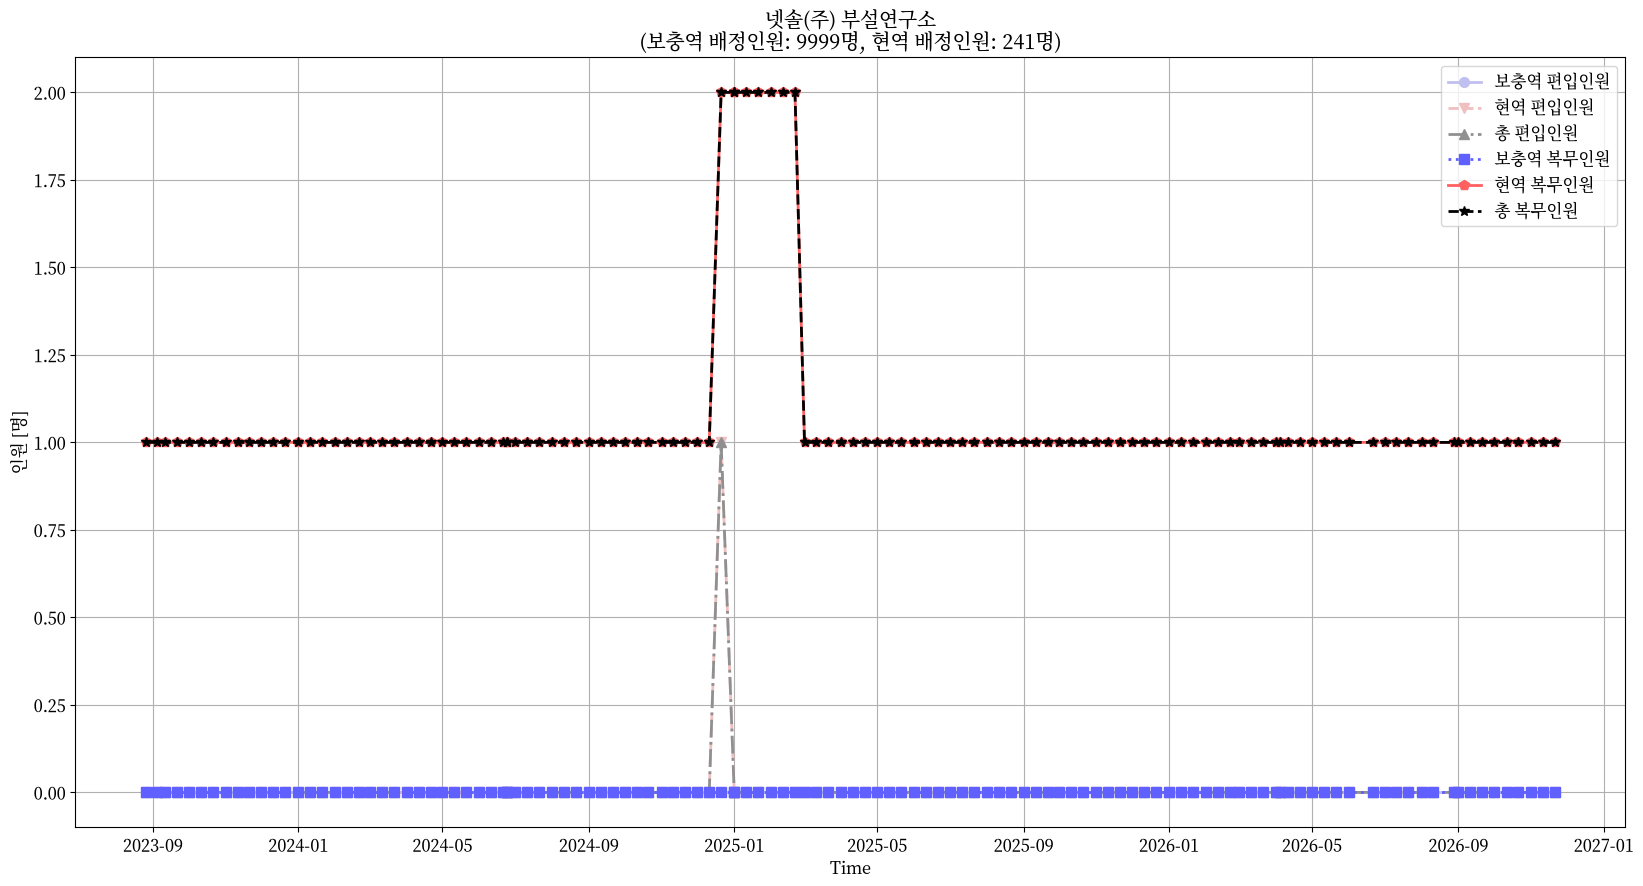 넷솔(주) 부설연구소
(보충역 배정인원: 9999명, 현역 배정인원: 241명)
보충역 편입인원
현역 편입인원
총 편입인원
보충역 복무인원
현역 복무인원
총 복무인원
인원 [명]
2.00
1.75
1.50
1.25
1.00
0.75
0.50
0.25
0.00
2023-09
2024-01
2024-05
2024-09
2025-01
2025-05
2025-09
2026-01
2026-05
2026-09
2027-01
Time